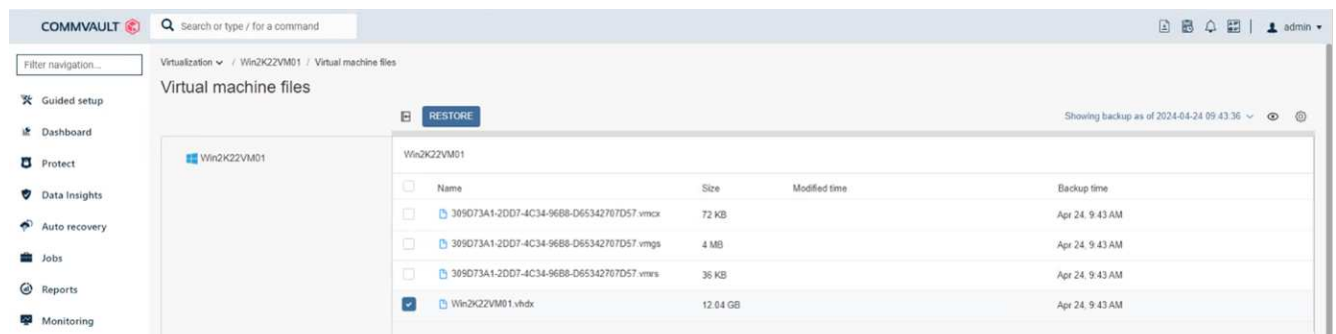 COMMVAULT
Search or type / for a command
admin
Filter navigation...
Guided setup
Dashboard
Protect
Data Insights
Auto recovery
Jobs
Reports
Monitoring
Virtualization / Win2K22VM01 / Virtual machine files
Virtual machine files
RESTORE
Showing backup as of 2024-04-24 09:43:36
Win2K22VM01
Win2K22VM01
Name Size Modified time Backup time
309D73A1-2DD7-4C34-96B8-D65342707D57.vmcx 72 KB Apr 24, 9:43 AM
309D73A1-2DD7-4C34-96B8-D65342707D57.vmgs 4 MB Apr 24, 9:43 AM
309D73A1-2DD7-4C34-96B8-D65342707D57.vmrs 36 KB Apr 24, 9:43 AM
Win2K22VM01.vhdx 12.04 GB Apr 24, 9:43 AM